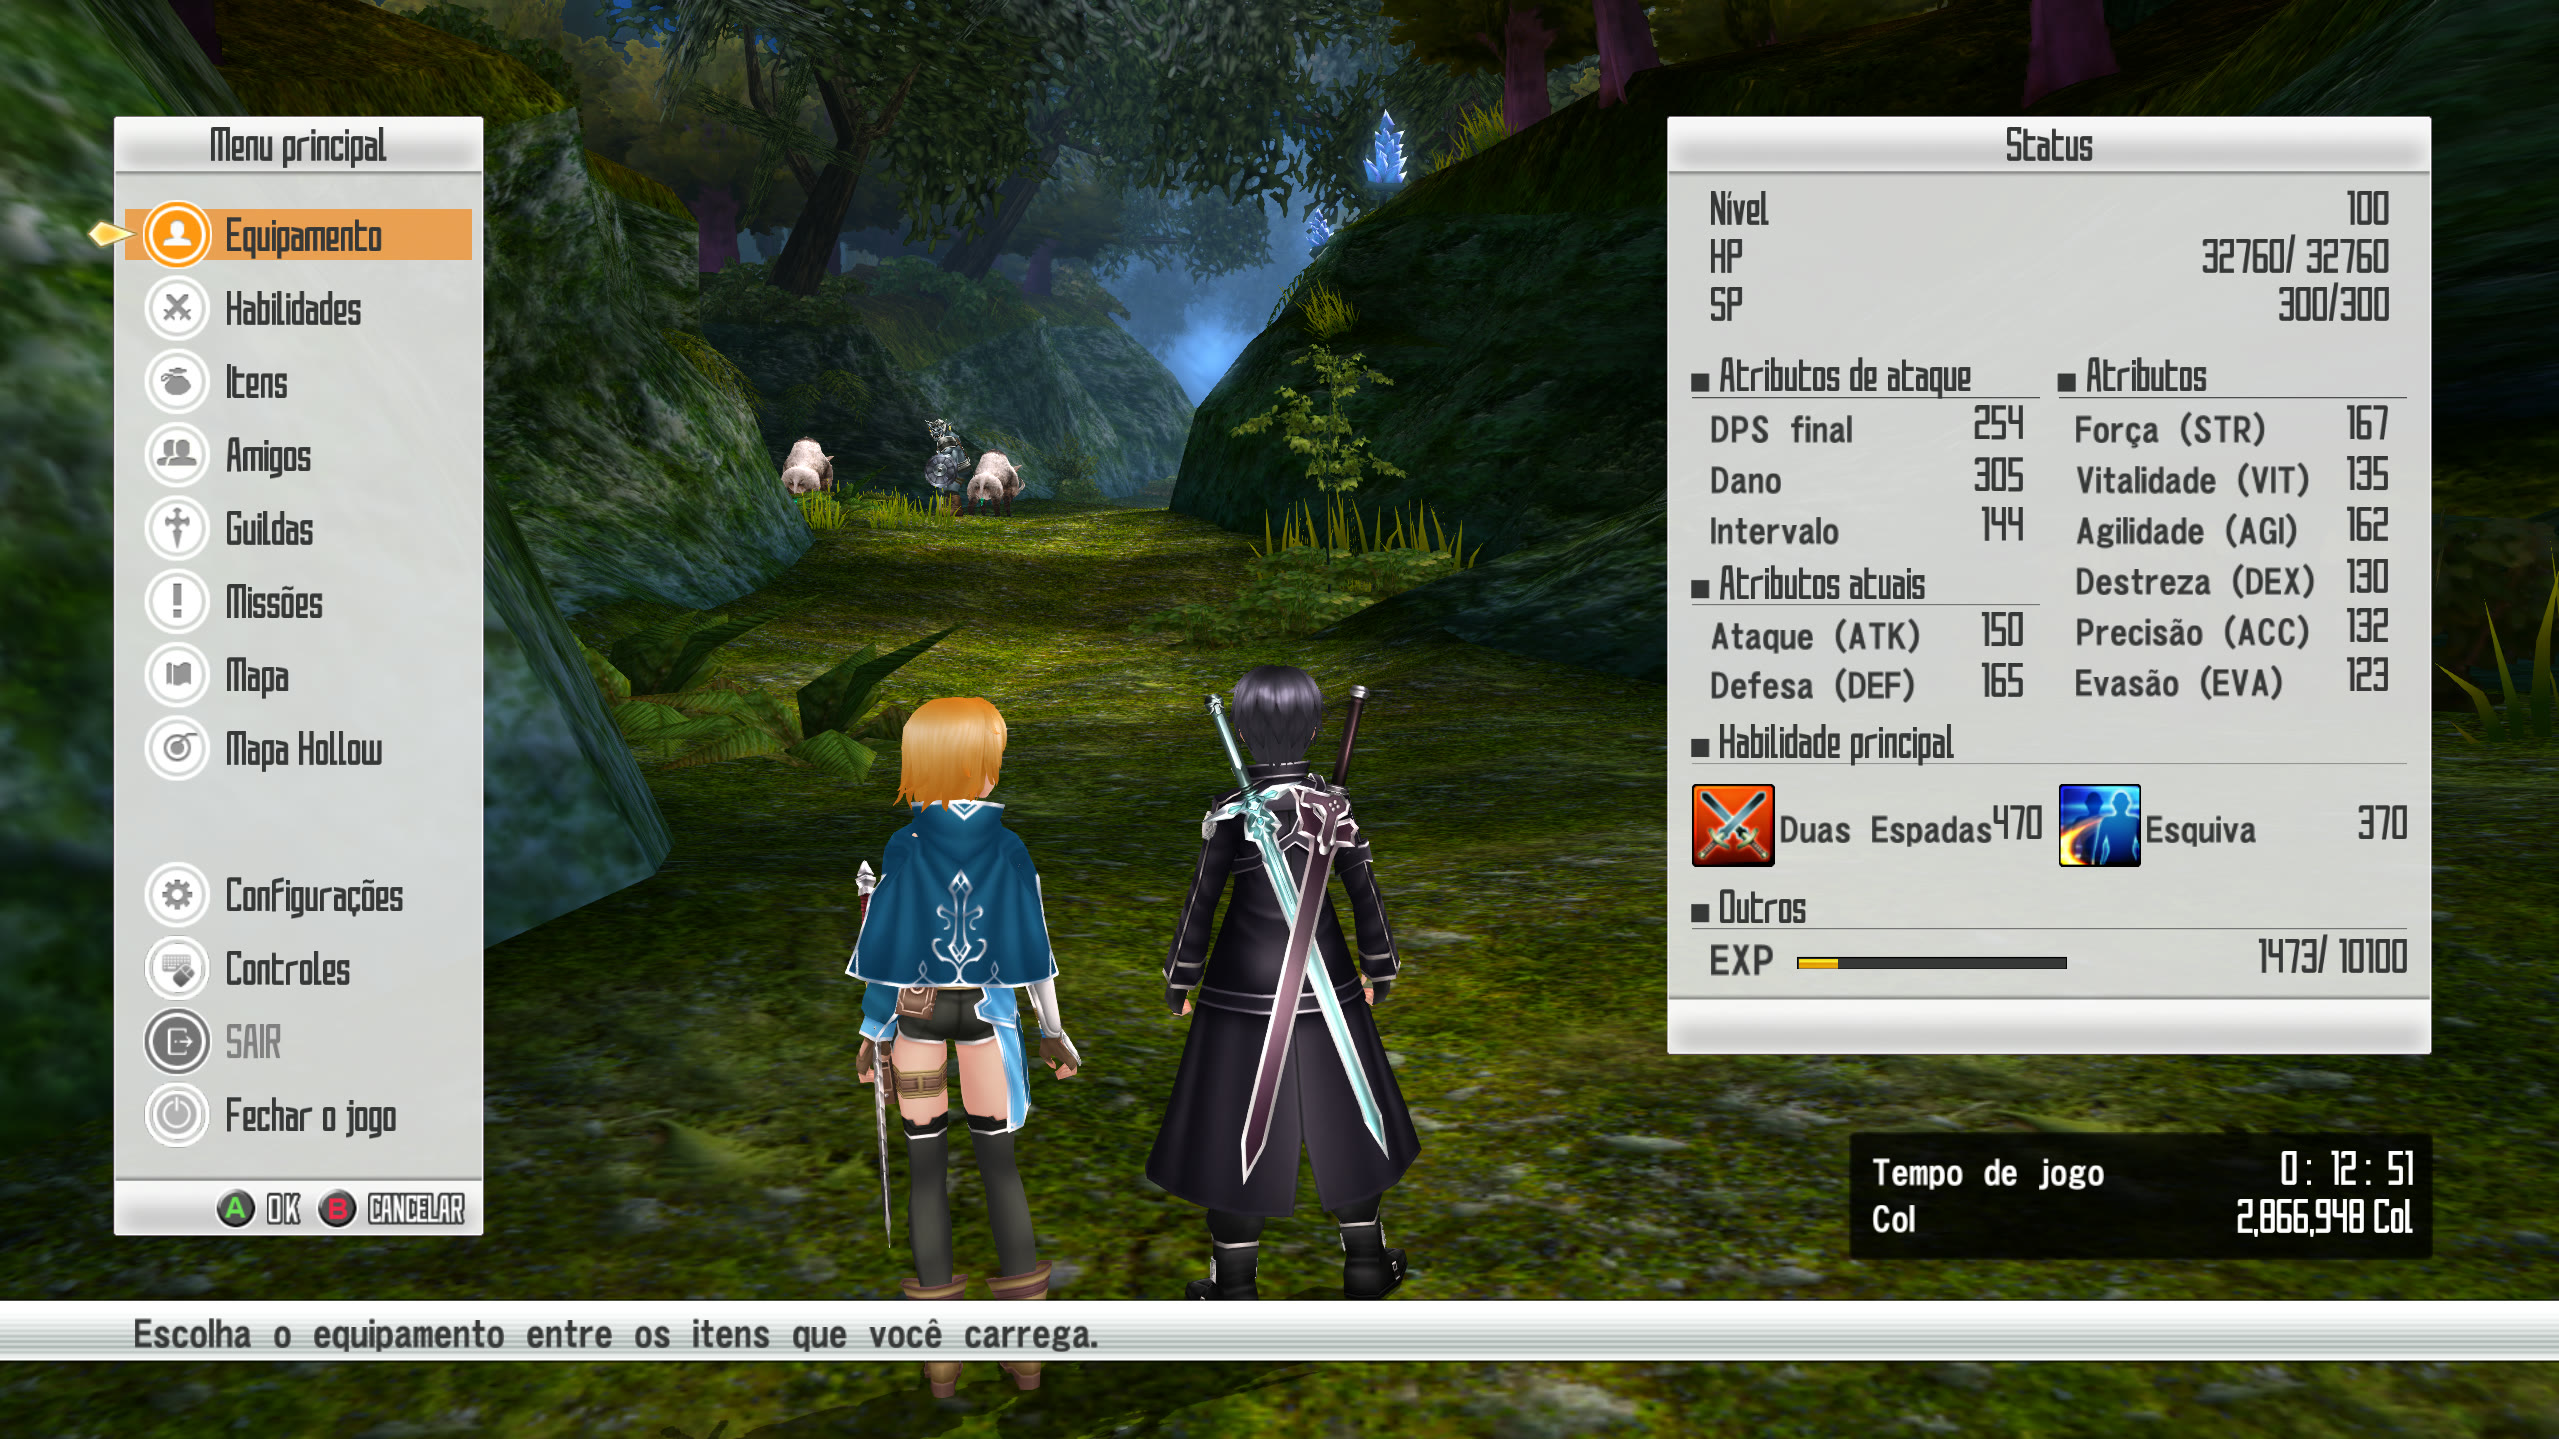 Menu principal
Equipamento
Habilidades
Itens
Amigos
Guildas
Missões
Mapa
Mapa Hollow
Configurações
Controles
SAIR
Fechar o jogo
A OK B CANCELAR
Status
Nível 100
HP 32760/ 32760
SP 300/300
Atributos de ataque
DPS final 254
Dano 305
Intervalo 144
Atributos atuais
Ataque (ATK) 150
Defesa (DEF) 165
Atributos
Força (STR) 167
Vitalidade (VIT) 135
Agilidade (AGI) 162
Destreza (DEX) 130
Precisão (ACC) 132
Evasão (EVA) 123
Habilidade principal
Duas Espadas 470 Esquiva 370
Outros
EXP 1473/ 10100
Tempo de jogo 0: 12: 51
Col 2,866,948 Col
Escolha o equipamento entre os itens que você carrega.